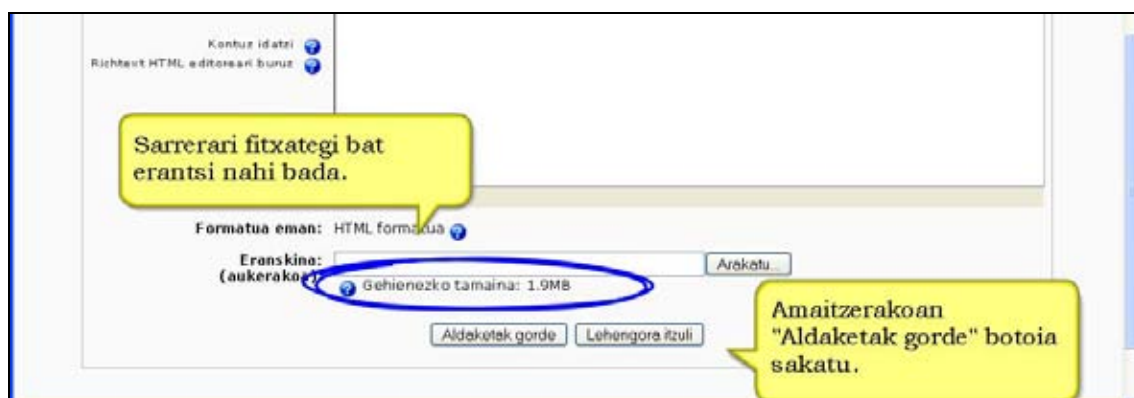 Kontuz idatzi
Richtext HTML editoreari buruz
Sarrerari fitxategi bat
erantsi nahi bada.
Formatua eman: HTML formatua
Eranskina:
(aukerakoa)
Arakatu...
Gehienezko tamaina: 1.9MB
Aldaketak gorde Lehengora itzuli
Amaitzerakoan
"Aldaketak gorde" botoia
sakatu.